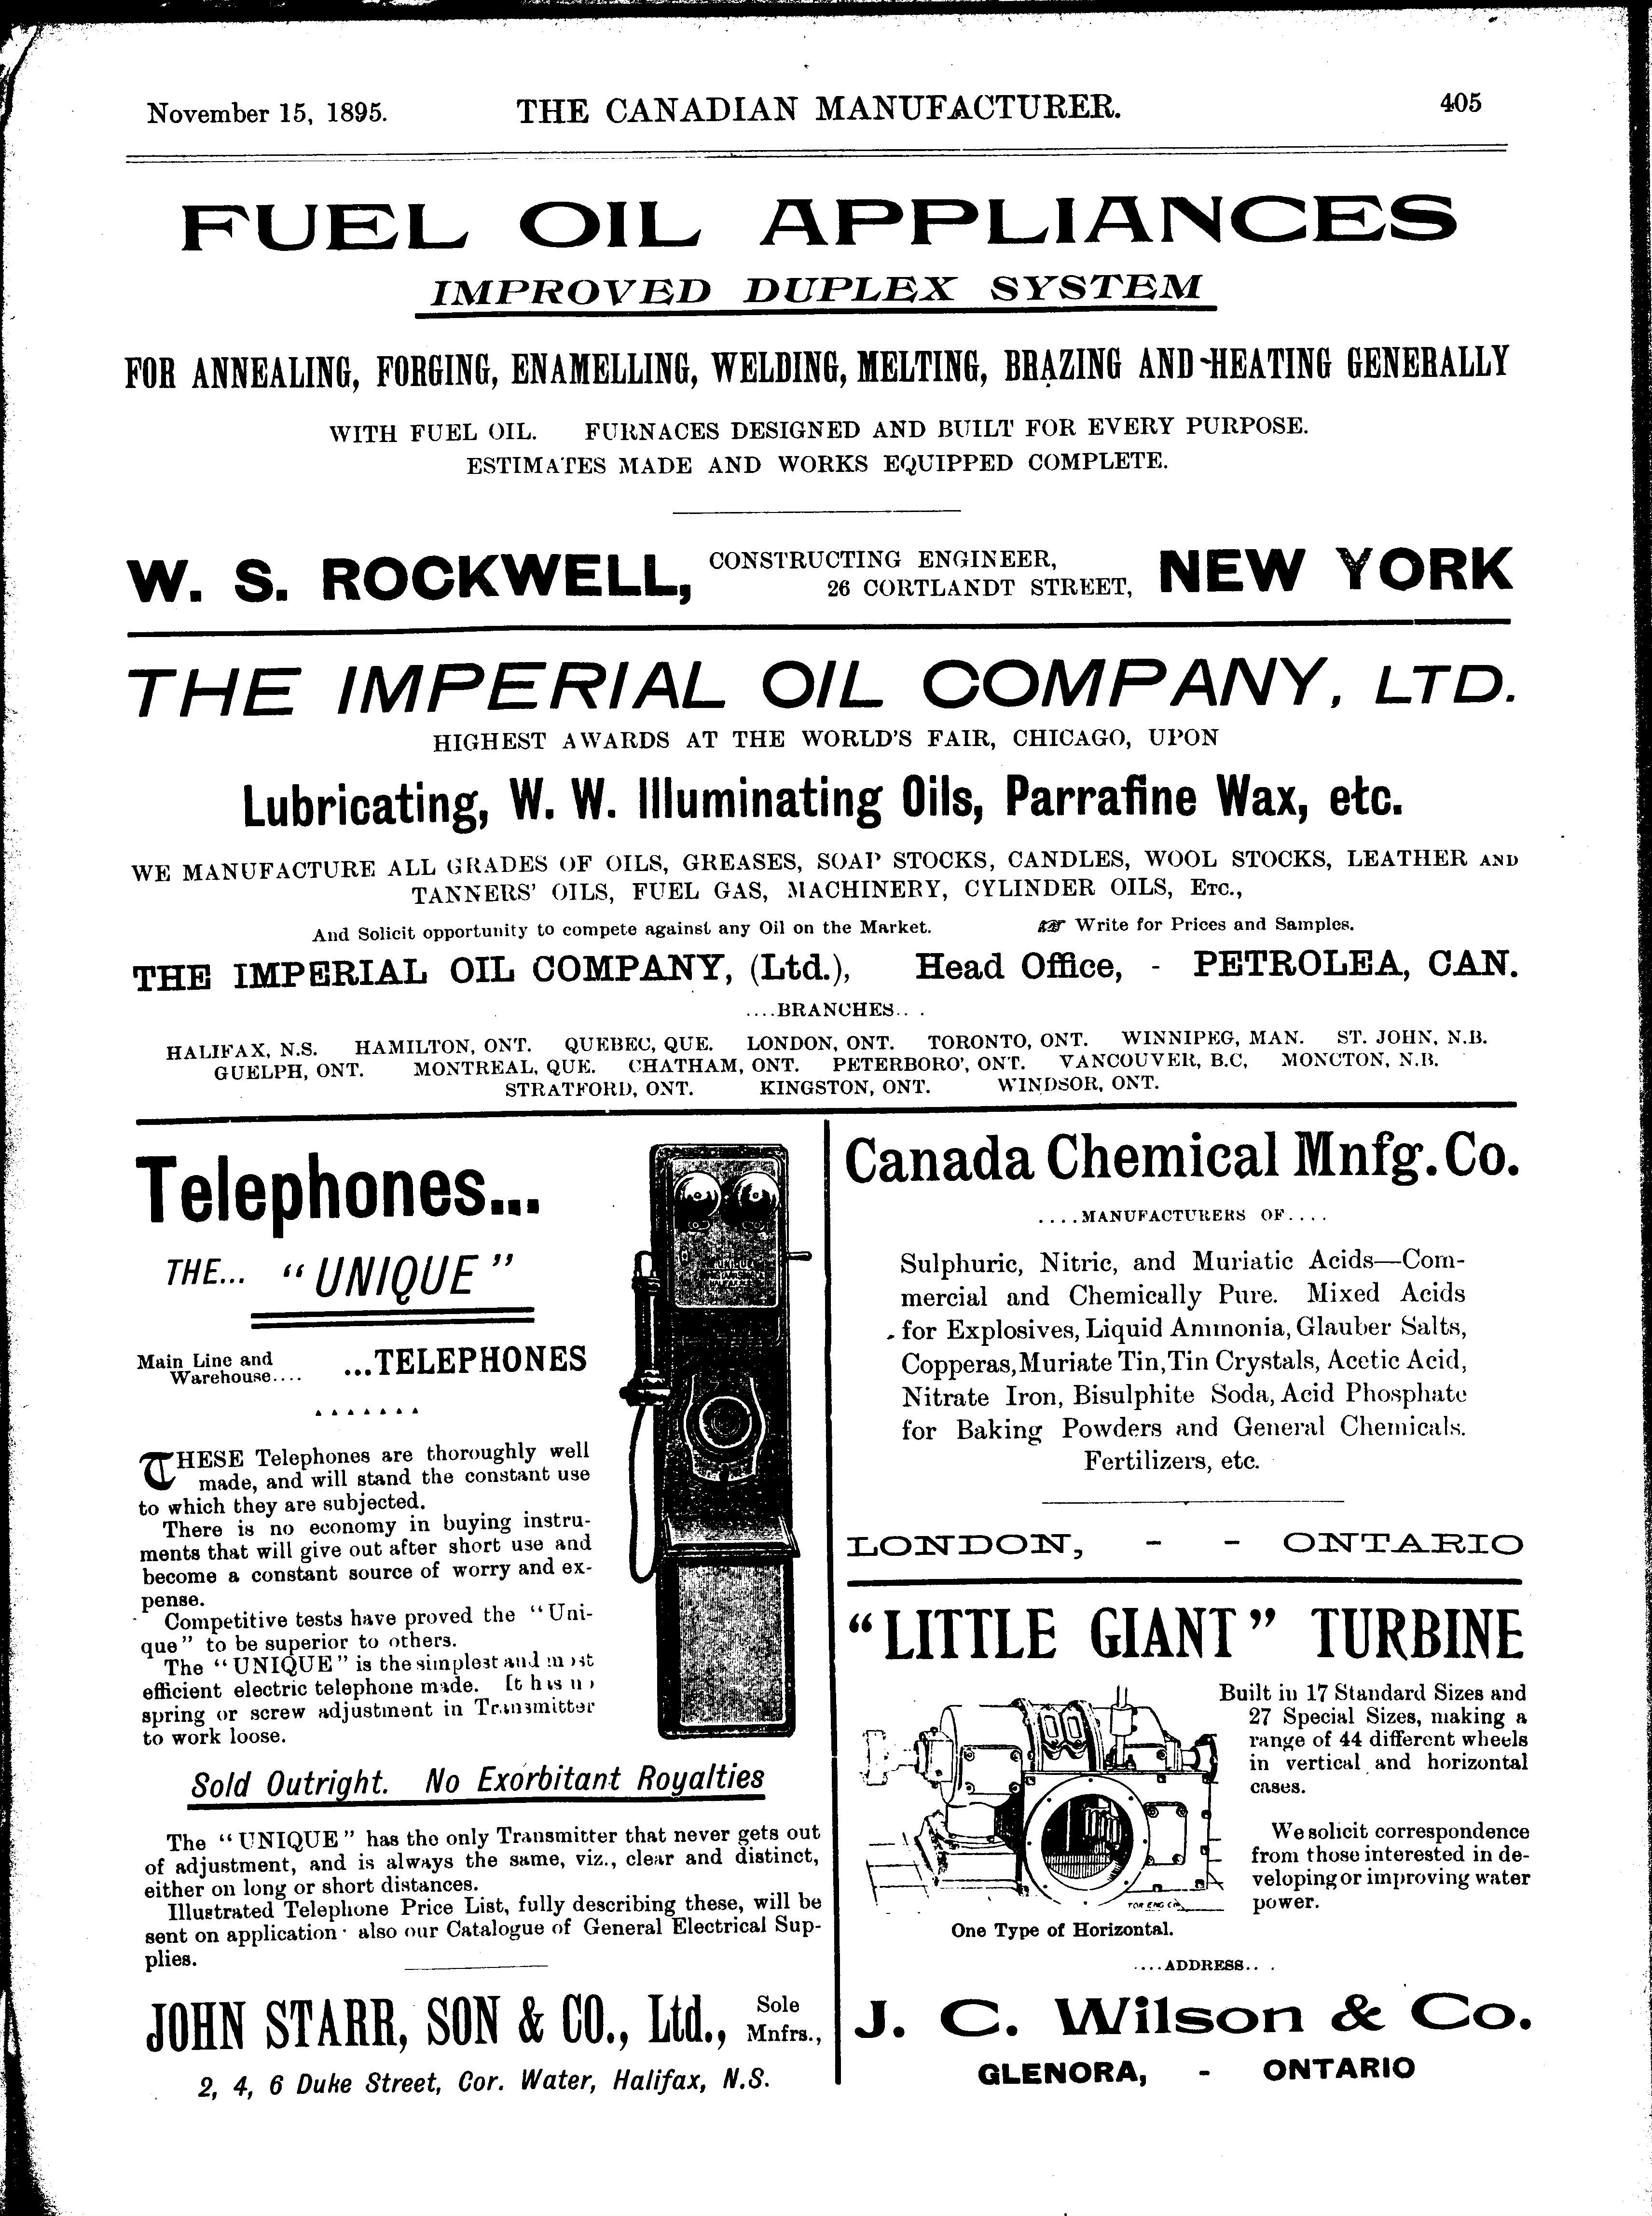 November 15, 1895.
THE CANADIAN MANUFACTURER.
405
FUEL OIL APPLIANCES
IMPROVED DUPLEX SYSTEM
FOR ANNEALING, FORGING, ENAMELLING, WELDING, MELTING, BRAZING AND HEATING GENERALLY
WITH FUEL OIL. FURNACES DESIGNED AND BUILT FOR EVERY PURPOSE.
ESTIMATES MADE AND WORKS EQUIPPED COMPLETE.
W. S. ROCKWELL, CONSTRUCTING ENGINEER, 26 CORTLANDT STREET, NEW YORK
THE IMPERIAL OIL COMPANY, LTD.
HIGHEST AWARDS AT THE WORLD'S FAIR, CHICAGO, UPON
Lubricating, W. W. Illuminating Oils, Parrafine Wax, etc.
WE MANUFACTURE ALL GRADES OF OILS, GREASES, SOAP STOCKS, CANDLES, WOOL STOCKS, LEATHER AND
TANNERS' OILS, FUEL GAS, MACHINERY, CYLINDER OILS, ETC.,
And Solicit opportunity to compete against any Oil on the Market. ☞ Write for Prices and Samples.
THE IMPERIAL OIL COMPANY, (Ltd.), Head Office, - PETROLEA, CAN.
....BRANCHES.. .
HALIFAX, N.S. HAMILTON, ONT. QUEBEC, QUE. LONDON, ONT. TORONTO, ONT. WINNIPEG, MAN. ST. JOHN, N.B.
GUELPH, ONT. MONTREAL, QUE. CHATHAM, ONT. PETERBORO', ONT. VANCOUVER, B.C, MONCTON, N.B.
STRATFORD, ONT. KINGSTON, ONT. WINDSOR, ONT.
Telephones...
THE... "UNIQUE"
Main Line and
Warehouse....
...TELEPHONES
THESE Telephones are thoroughly well
made, and will stand the constant use
to which they are subjected.
There is no economy in buying instru-
ments that will give out after short use and
become a constant source of worry and ex-
pense.
Competitive tests have proved the "Uni-
que" to be superior to others.
The "UNIQUE" is the simplest and most
efficient electric telephone made. It has no
spring or screw adjustment in Transmitter
to work loose.
Sold Outright. No Exorbitant Royalties
The "UNIQUE" has the only Transmitter that never gets out
of adjustment, and is always the same, viz., clear and distinct,
either on long or short distances.
Illustrated Telephone Price List, fully describing these, will be
sent on application · also our Catalogue of General Electrical Sup-
plies.
JOHN STARR, SON & CO., Ltd., Sole Mnfrs.,
2, 4, 6 Duke Street, Cor. Water, Halifax, N.S.
Canada Chemical Mnfg. Co.
....MANUFACTURERS OF....
Sulphuric, Nitric, and Muriatic Acids—Com-
mercial and Chemically Pure. Mixed Acids
for Explosives, Liquid Ammonia, Glauber Salts,
Copperas, Muriate Tin, Tin Crystals, Acetic Acid,
Nitrate Iron, Bisulphite Soda, Acid Phosphate
for Baking Powders and General Chemicals.
Fertilizers, etc.
LONDON, - - ONTARIO
"LITTLE GIANT" TURBINE
Built in 17 Standard Sizes and
27 Special Sizes, making a
range of 44 different wheels
in vertical and horizontal
cases.
We solicit correspondence
from those interested in de-
veloping or improving water
power.
TOR ENG Co
One Type of Horizontal.
....ADDRESS.. .
J. C. Wilson & Co.
GLENORA, - ONTARIO